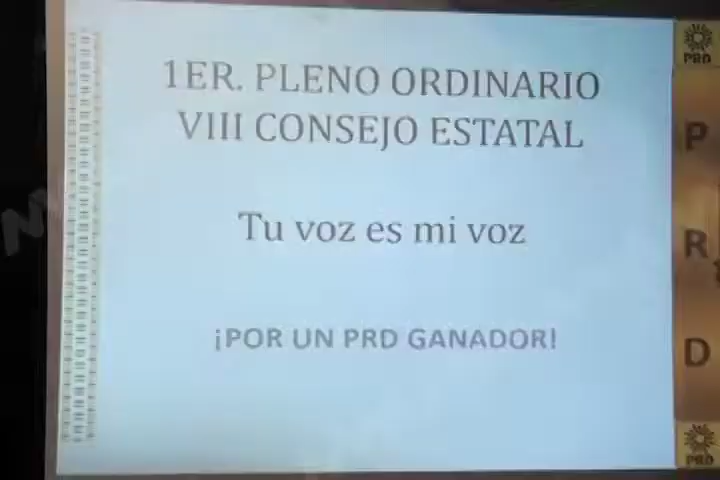 1ER. PLENO ORDINARIO
VIII CONSEJO ESTATAL
Tu voz es mi voz
¡POR UN PRD GANADOR!
PRD
P
R
D
PRD